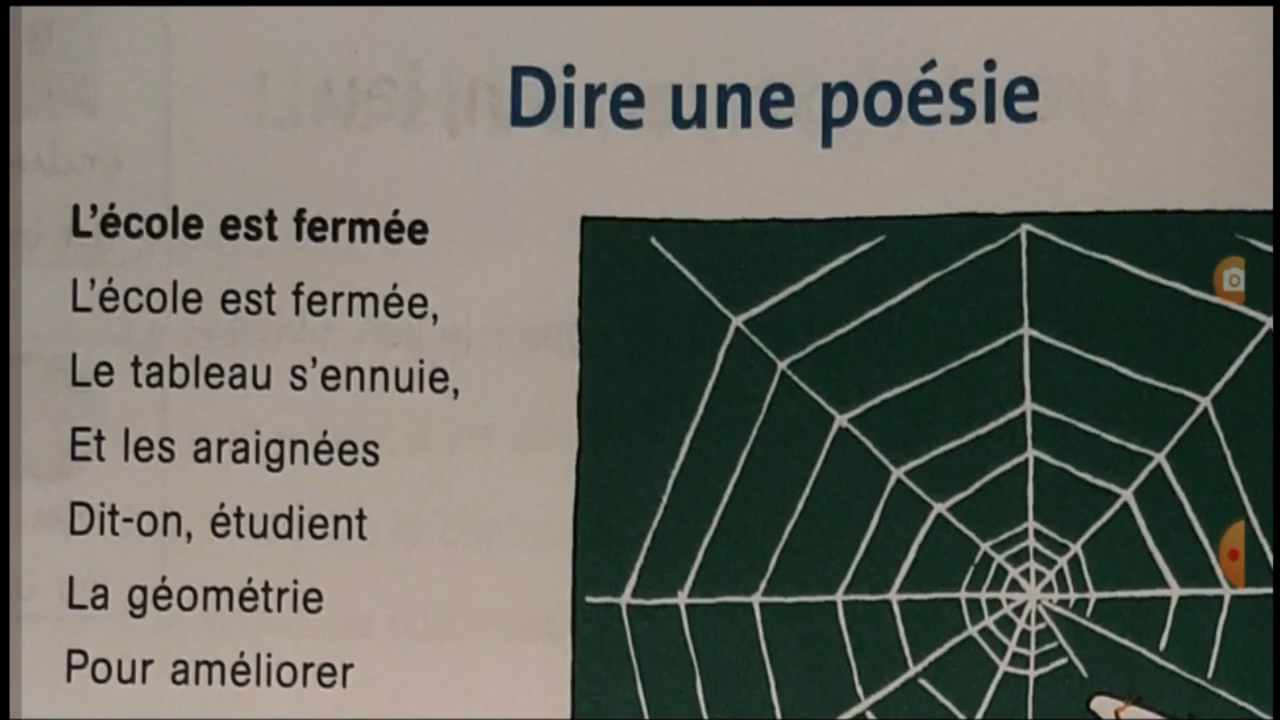 Dire une poésie
L'école est fermée
L'école est fermée,
Le tableau s'ennuie,
Et les araignées
Dit-on, étudient
La géométrie
Pour améliorer